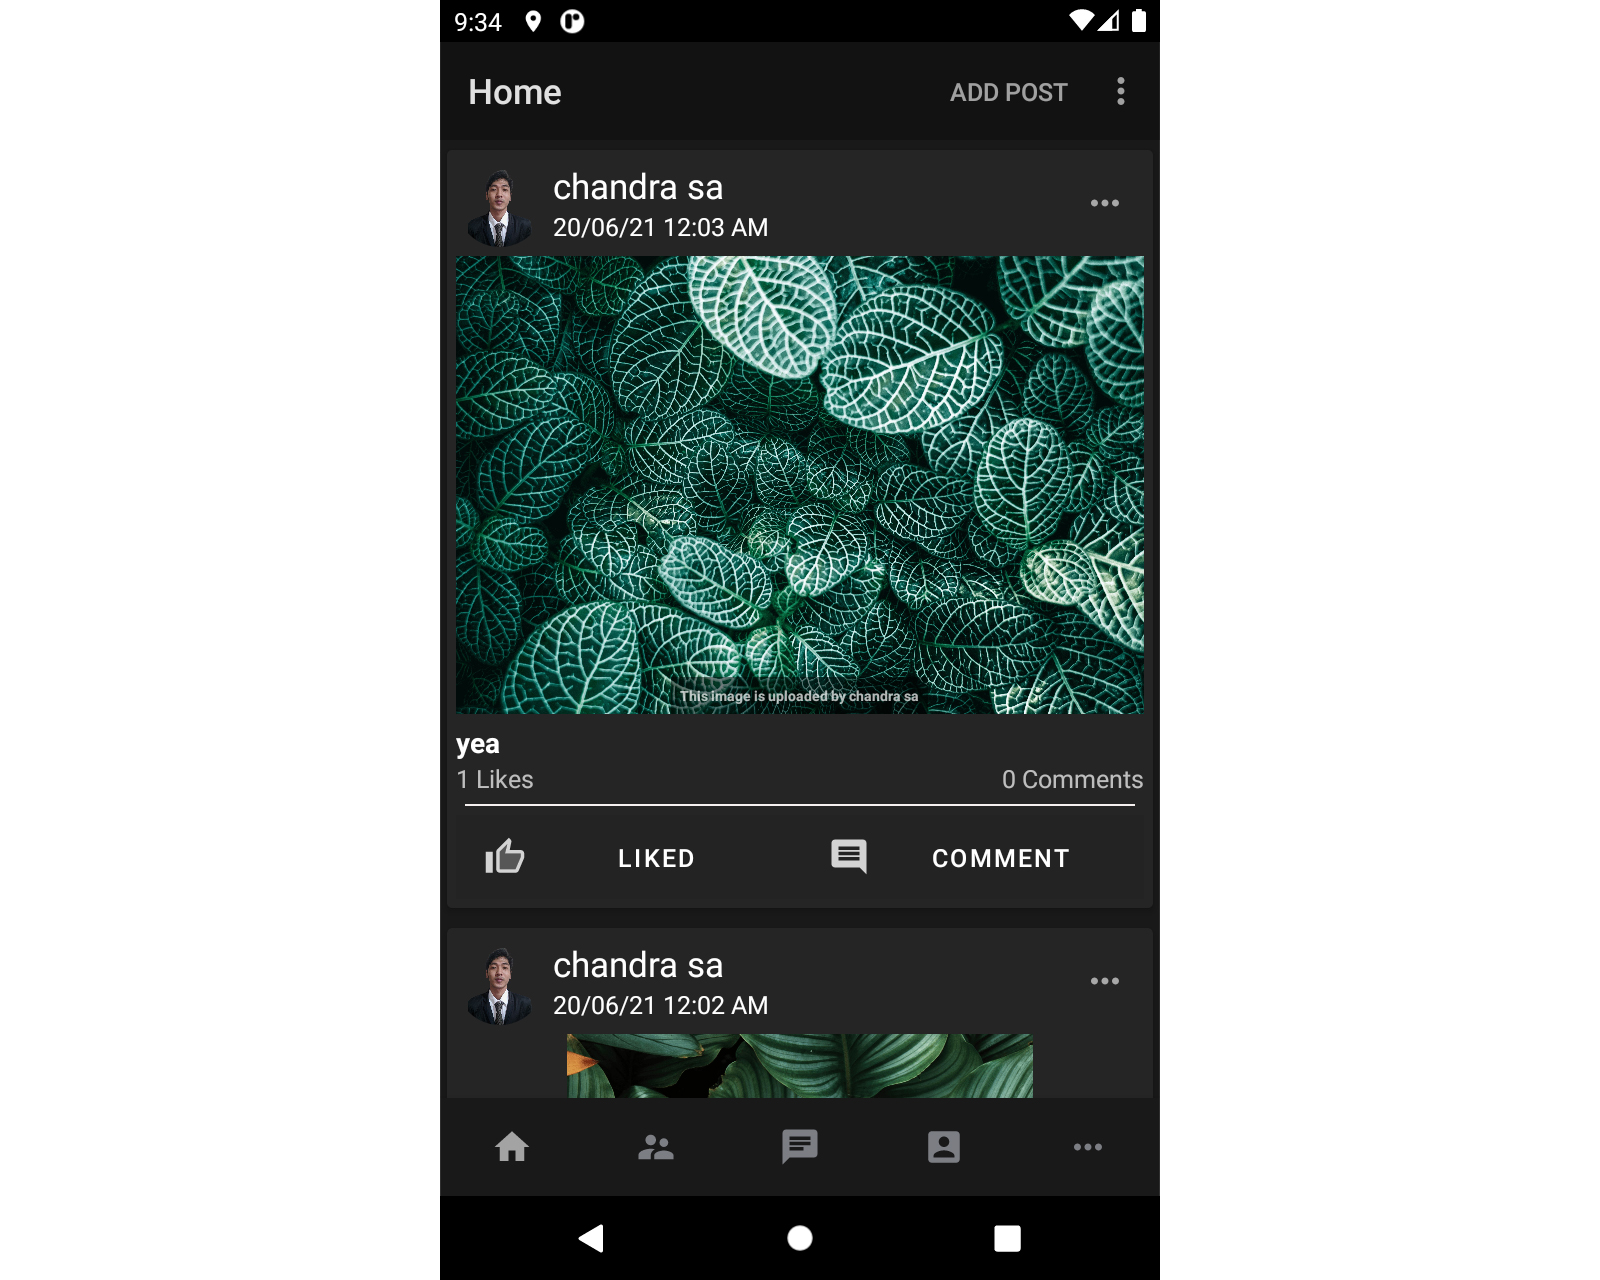 9:34
Home
ADD POST
chandra sa
20/06/21 12:03 AM
This image is uploaded by chandra sa
yea
1 Likes
0 Comments
LIKED
COMMENT
chandra sa
20/06/21 12:02 AM